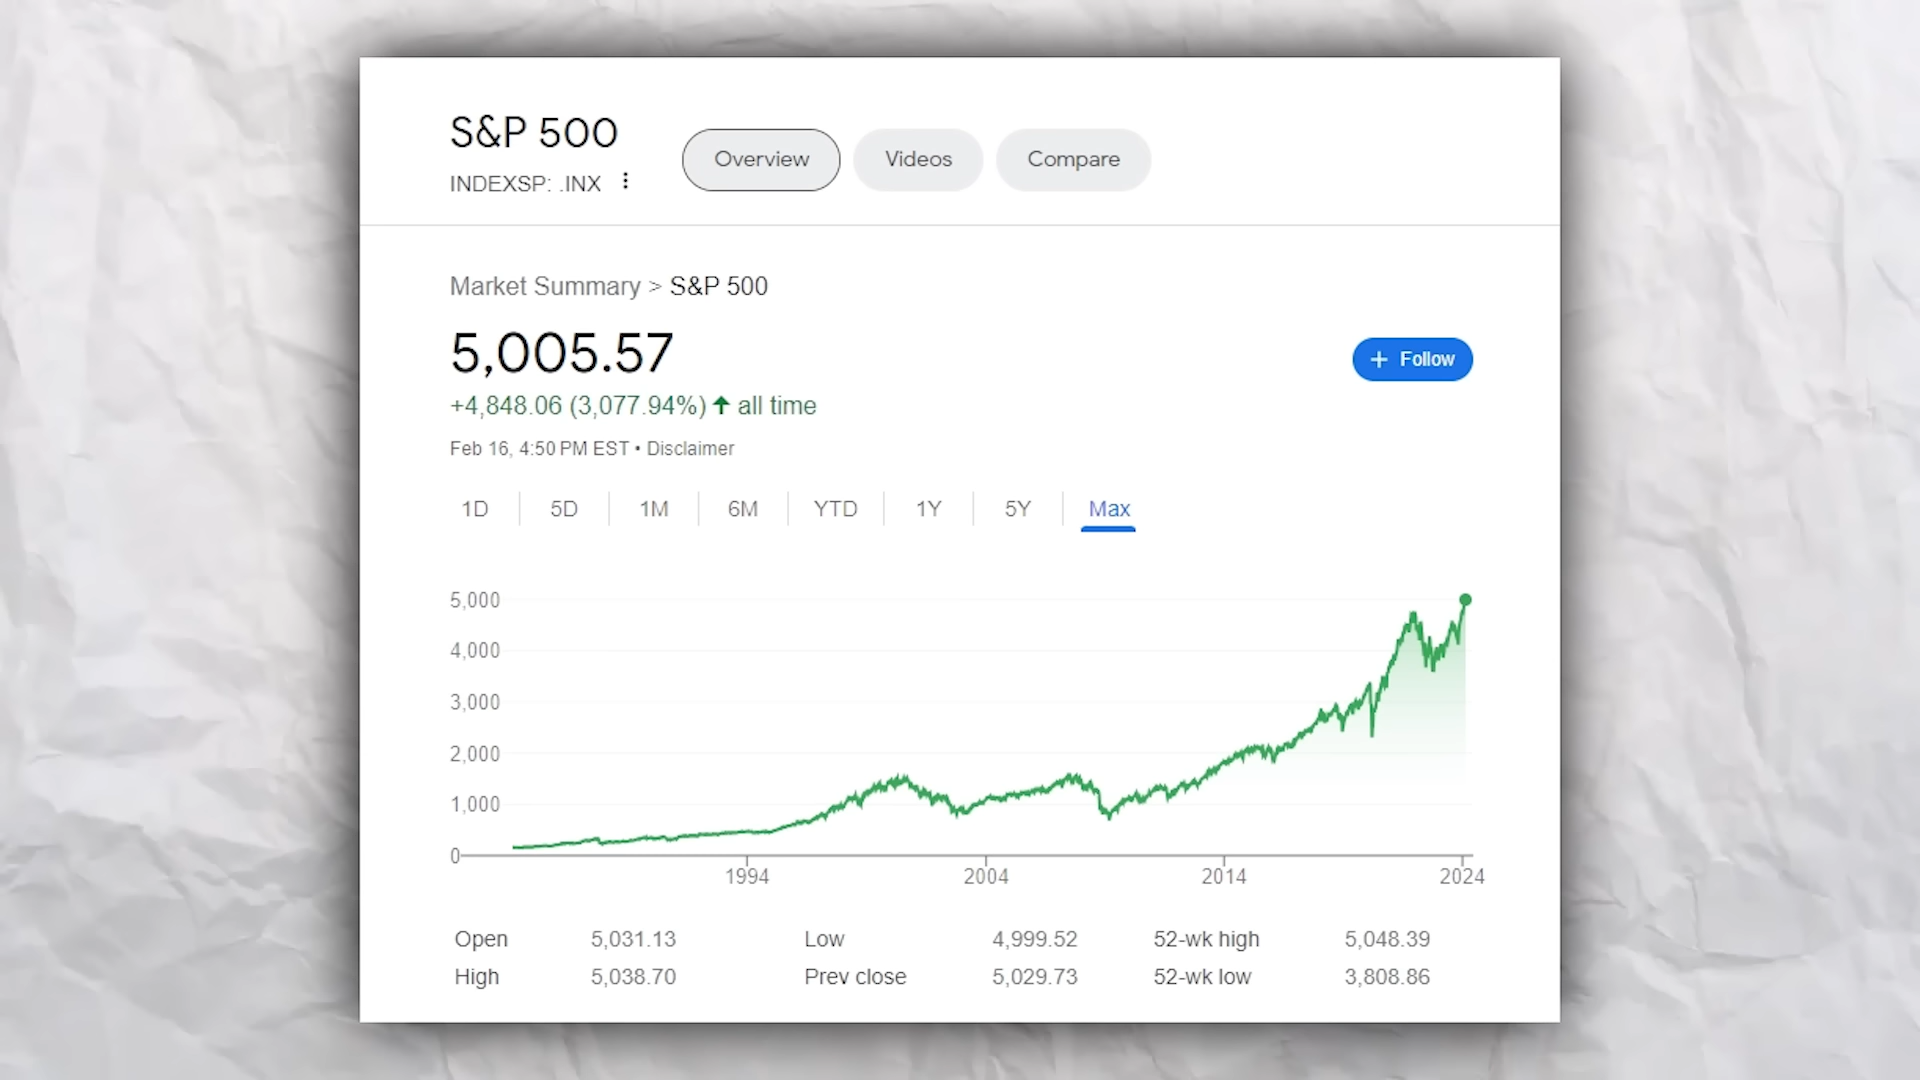 S&P 500
INDEXSP: .INX
Overview Videos Compare
Market Summary > S&P 500
5,005.57
+4,848.06 (3,077.94%) ↑ all time
+ Follow
Feb 16, 4:50 PM EST • Disclaimer
1D 5D 1M 6M YTD 1Y 5Y Max
5,000
4,000
3,000
2,000
1,000
0
1994 2004 2014 2024
Open 5,031.13 Low 4,999.52 52-wk high 5,048.39
High 5,038.70 Prev close 5,029.73 52-wk low 3,808.86